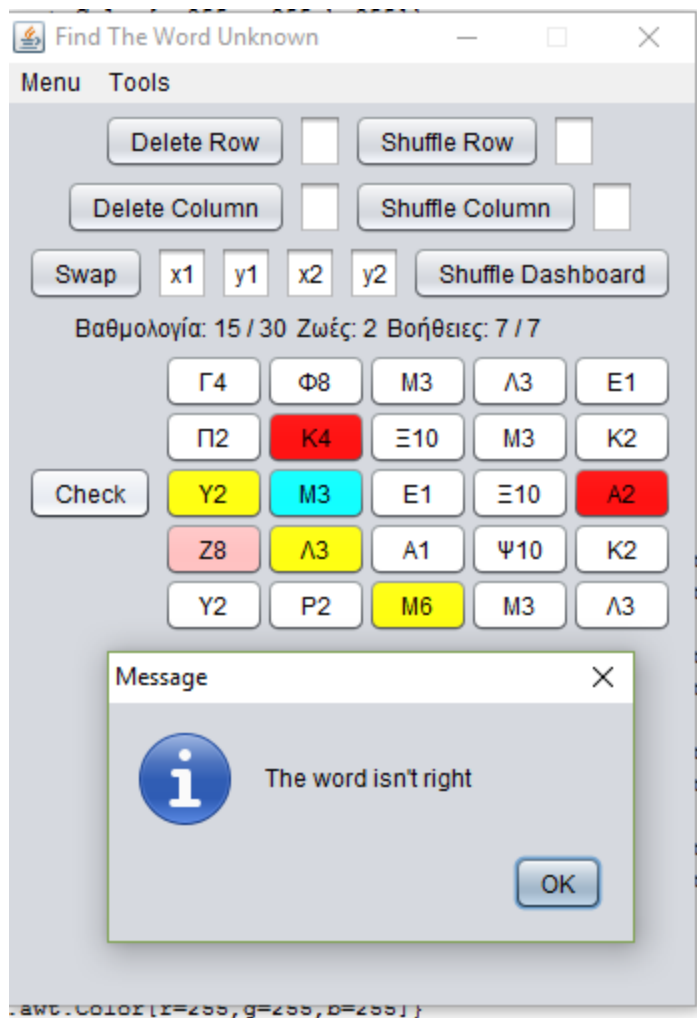 Find The Word Unknown
Menu Tools
Delete Row Shuffle Row
Delete Column Shuffle Column
Swap x1 y1 x2 y2 Shuffle Dashboard
Βαθμολογία: 15 / 30 Ζωές: 2 Βοήθειες: 7 / 7
Γ4 Φ8 Μ3 Λ3 Ε1
Π2 Κ4 Ξ10 Μ3 Κ2
Check Υ2 Μ3 Ε1 Ξ10 Α2
Ζ8 Λ3 Α1 Ψ10 Κ2
Υ2 Ρ2 Μ6 Μ3 Λ3
Message
The word isn't right
OK
.awt.Color[r=255,g=255,b=255]}